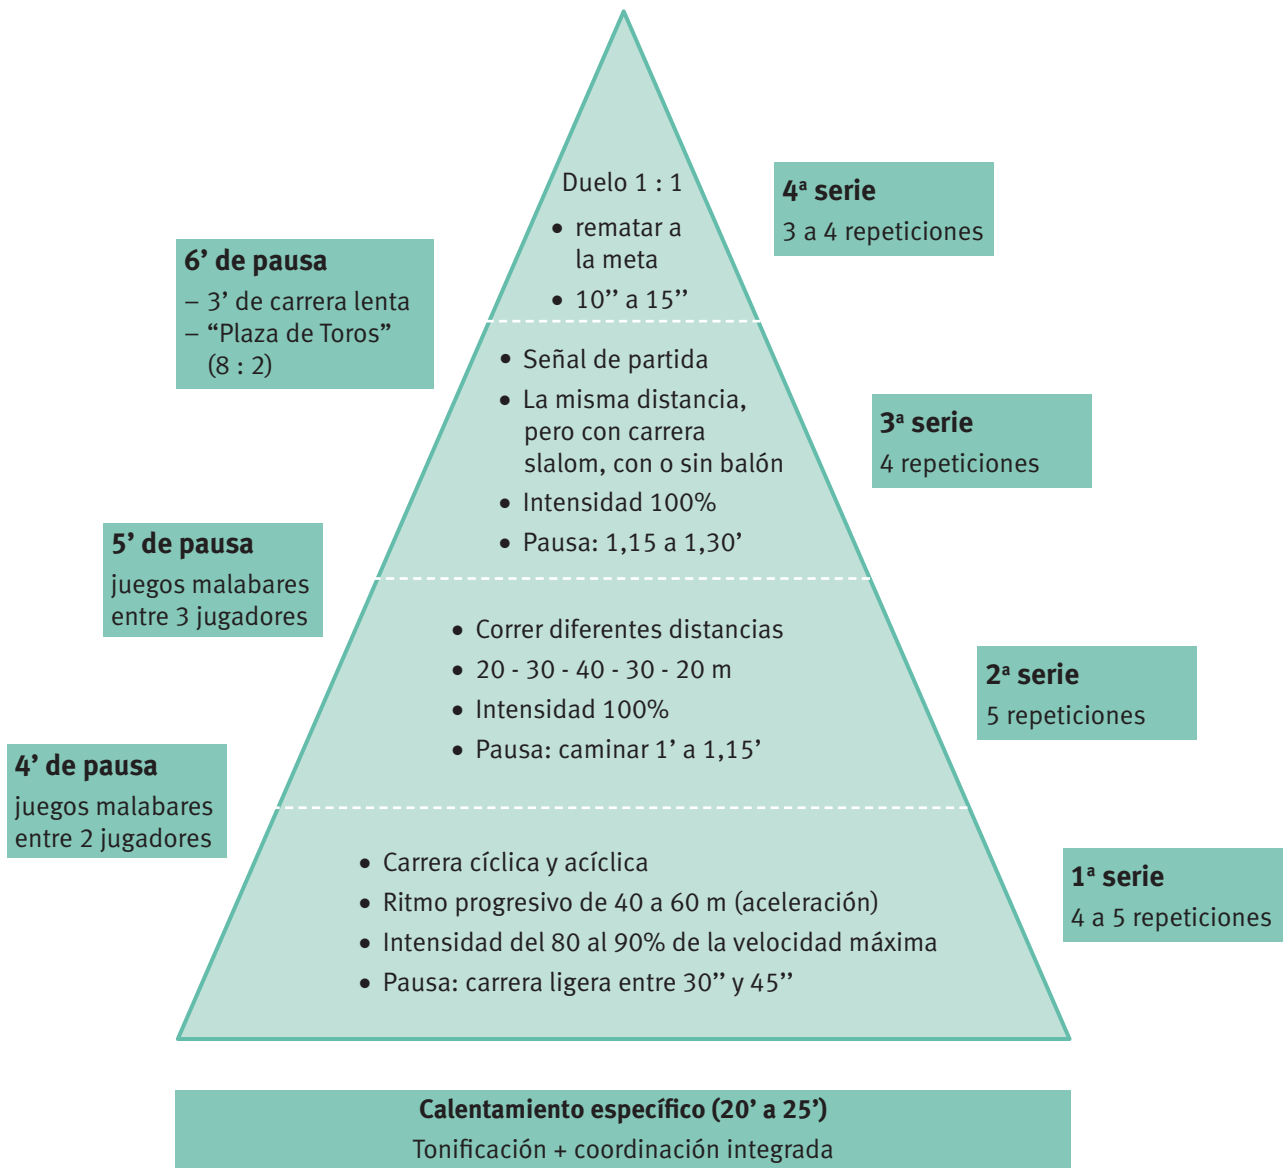 Duelo 1 : 1
• rematar a
la meta
• 10’’ a 15’’
4ª serie
3 a 4 repeticiones
6’ de pausa
– 3’ de carrera lenta
– “Plaza de Toros”
(8 : 2)
• Señal de partida
• La misma distancia,
pero con carrera
slalom, con o sin balón
• Intensidad 100%
• Pausa: 1,15 a 1,30’
3ª serie
4 repeticiones
5’ de pausa
juegos malabares
entre 3 jugadores
• Correr diferentes distancias
• 20 - 30 - 40 - 30 - 20 m
• Intensidad 100%
• Pausa: caminar 1’ a 1,15’
2ª serie
5 repeticiones
4’ de pausa
juegos malabares
entre 2 jugadores
• Carrera cíclica y acíclica
• Ritmo progresivo de 40 a 60 m (aceleración)
• Intensidad del 80 al 90% de la velocidad máxima
• Pausa: carrera ligera entre 30’’ y 45’’
1ª serie
4 a 5 repeticiones
Calentamiento específico (20’ a 25’)
Tonificación + coordinación integrada